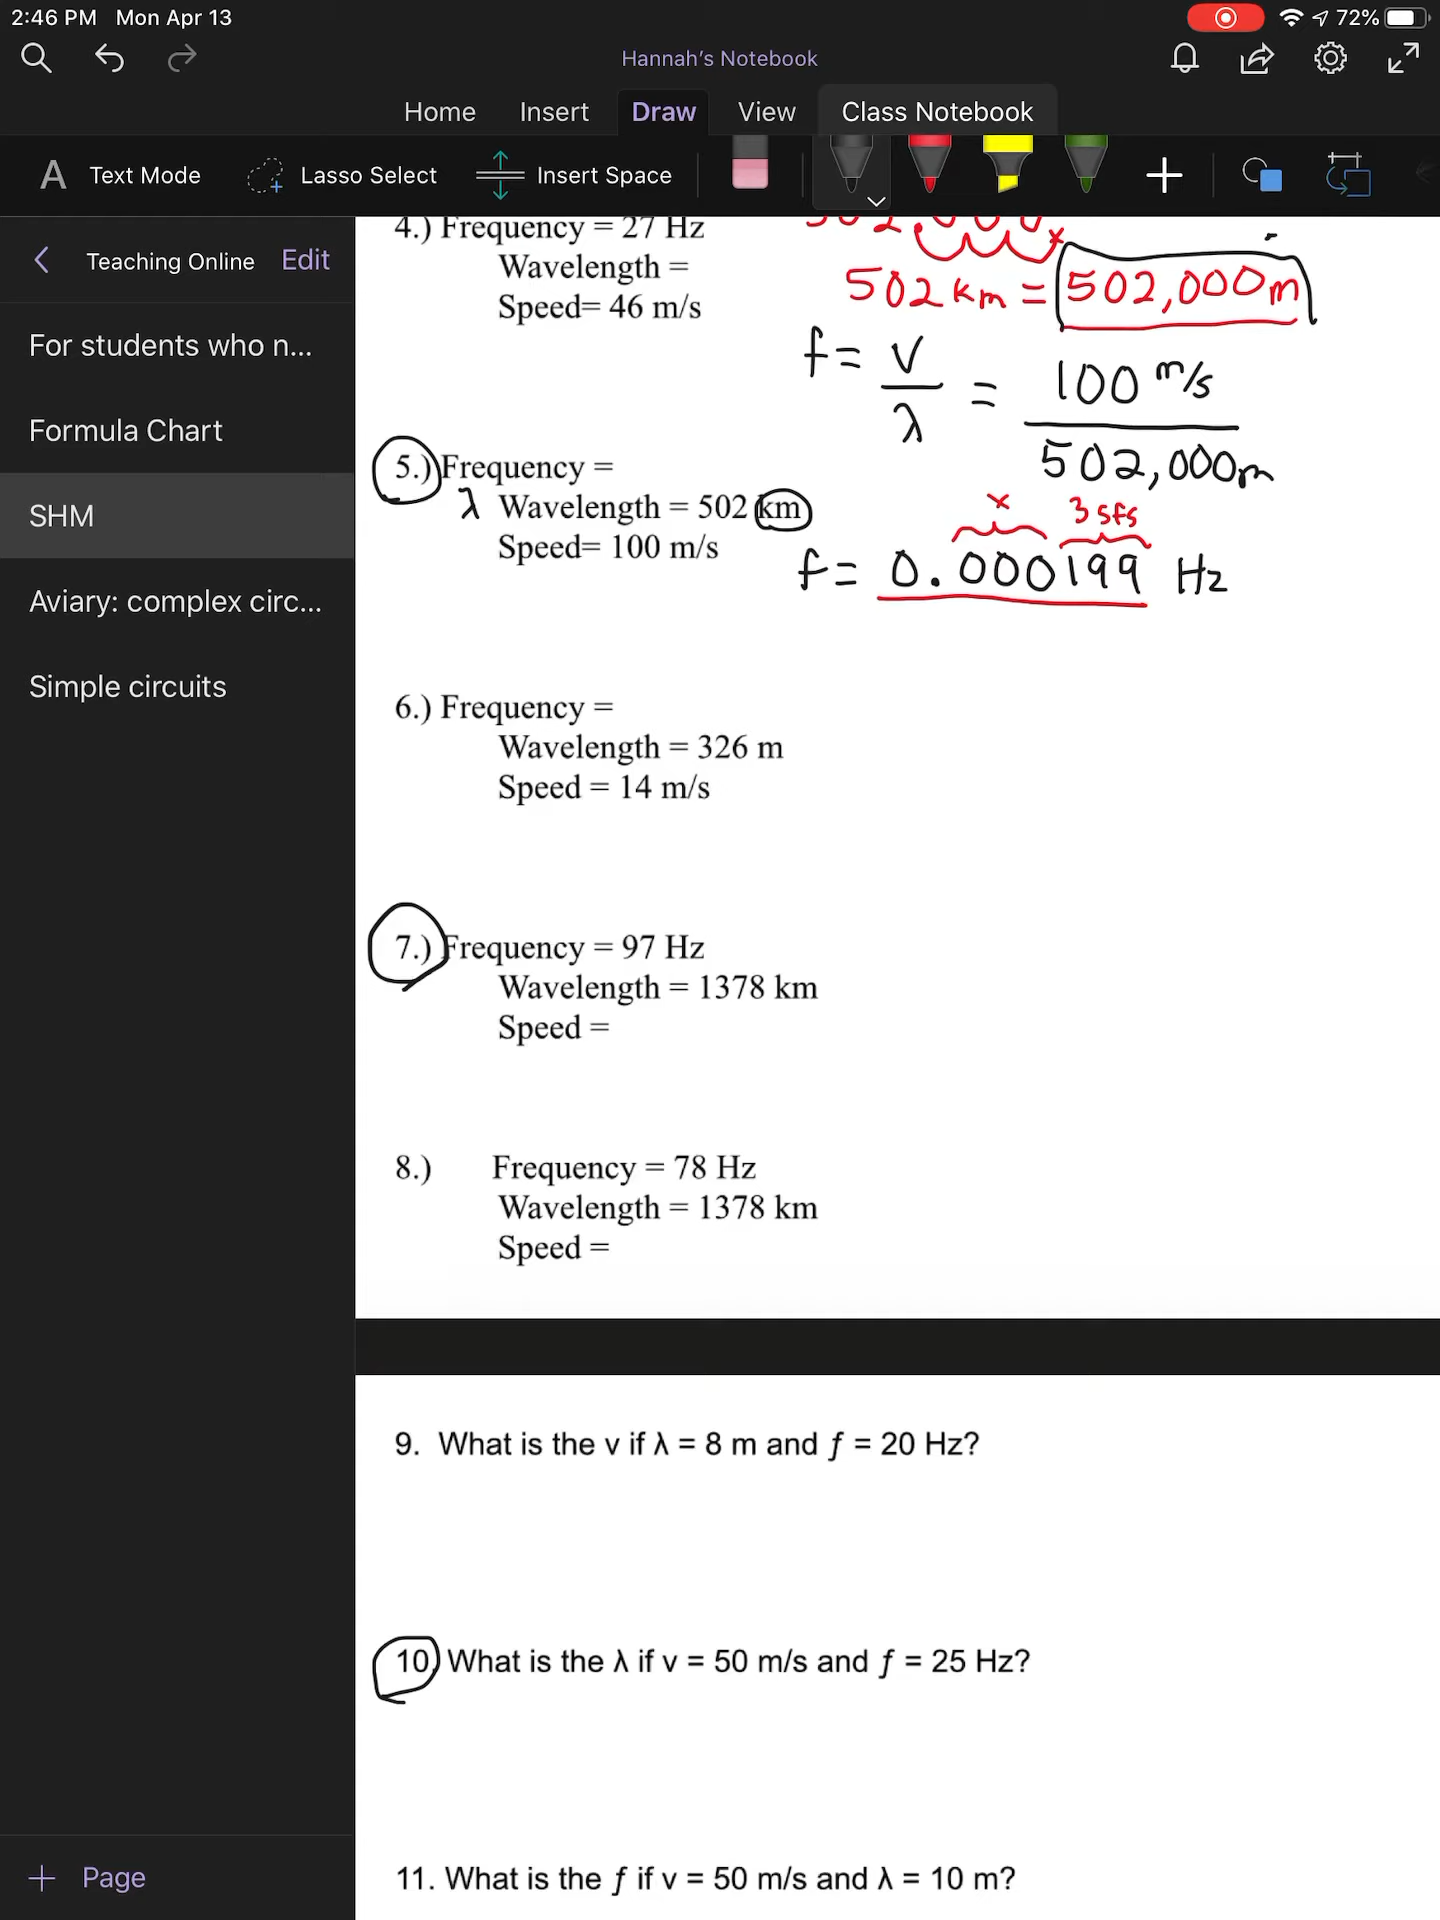 2:46 PM Mon Apr 13
72%
Hannah's Notebook
Home Insert Draw View Class Notebook
A Text Mode Lasso Select Insert Space
Teaching Online Edit
For students who n...
Formula Chart
SHM
Aviary: complex circ...
Simple circuits
+ Page
4.) Frequency = 27 Hz
Wavelength =
Speed= 46 m/s
502 km = 502,000m
f = v / λ = 100 m/s / 502,000m
5.) Frequency =
λ Wavelength = 502 km
Speed= 100 m/s
x 3 sfs
f = 0.000199 Hz
6.) Frequency =
Wavelength = 326 m
Speed = 14 m/s
7.) Frequency = 97 Hz
Wavelength = 1378 km
Speed =
8.) Frequency = 78 Hz
Wavelength = 1378 km
Speed =
9. What is the v if λ = 8 m and ƒ = 20 Hz?
10. What is the λ if v = 50 m/s and ƒ = 25 Hz?
11. What is the ƒ if v = 50 m/s and λ = 10 m?